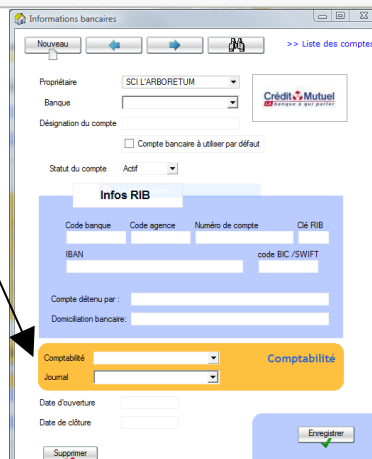 Informations bancaires
Nouveau >> Liste des comptes
Propriétaire SCI L'ARBORETUM
Banque
Crédit Mutuel
LA banque à qui parler
Désignation du compte
Compte bancaire à utiliser par défaut
Statut du compte Actif
Infos RIB
Code banque Code agence Numéro de compte Clé RIB
IBAN code BIC /SWIFT
Compte détenu par :
Domiciliation bancaire:
Comptabilité Comptabilité
Journal
Date d'ouverture
Date de clôture
Enregistrer
Supprimer